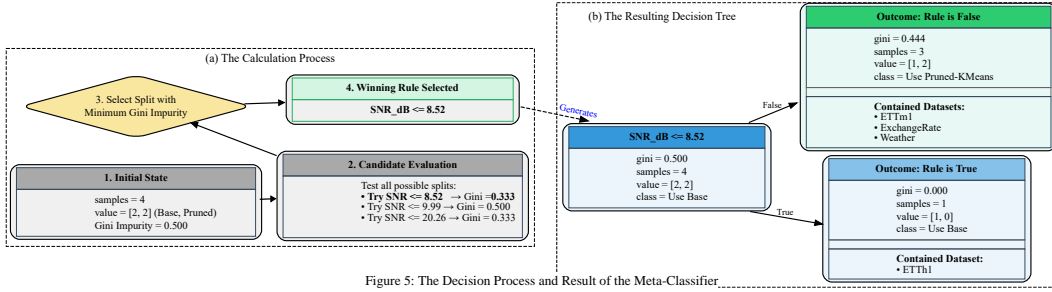 (a) The Calculation Process
3. Select Split with
Minimum Gini Impurity
4. Winning Rule Selected
SNR_dB <= 8.52
1. Initial State
samples = 4
value = [2, 2] (Base, Pruned)
Gini Impurity = 0.500
2. Candidate Evaluation
Test all possible splits:
• Try SNR <= 8.52 → Gini = 0.333
• Try SNR <= 9.99 → Gini = 0.500
• Try SNR <= 20.26 → Gini = 0.333
Generates
(b) The Resulting Decision Tree
SNR_dB <= 8.52
gini = 0.500
samples = 4
value = [2, 2]
class = Use Base
False
True
Outcome: Rule is False
gini = 0.444
samples = 3
value = [1, 2]
class = Use Pruned-KMeans
Contained Datasets:
• ETTm1
• ExchangeRate
• Weather
Outcome: Rule is True
gini = 0.000
samples = 1
value = [1, 0]
class = Use Base
Contained Dataset:
• ETTh1
Figure 5: The Decision Process and Result of the Meta-Classifier